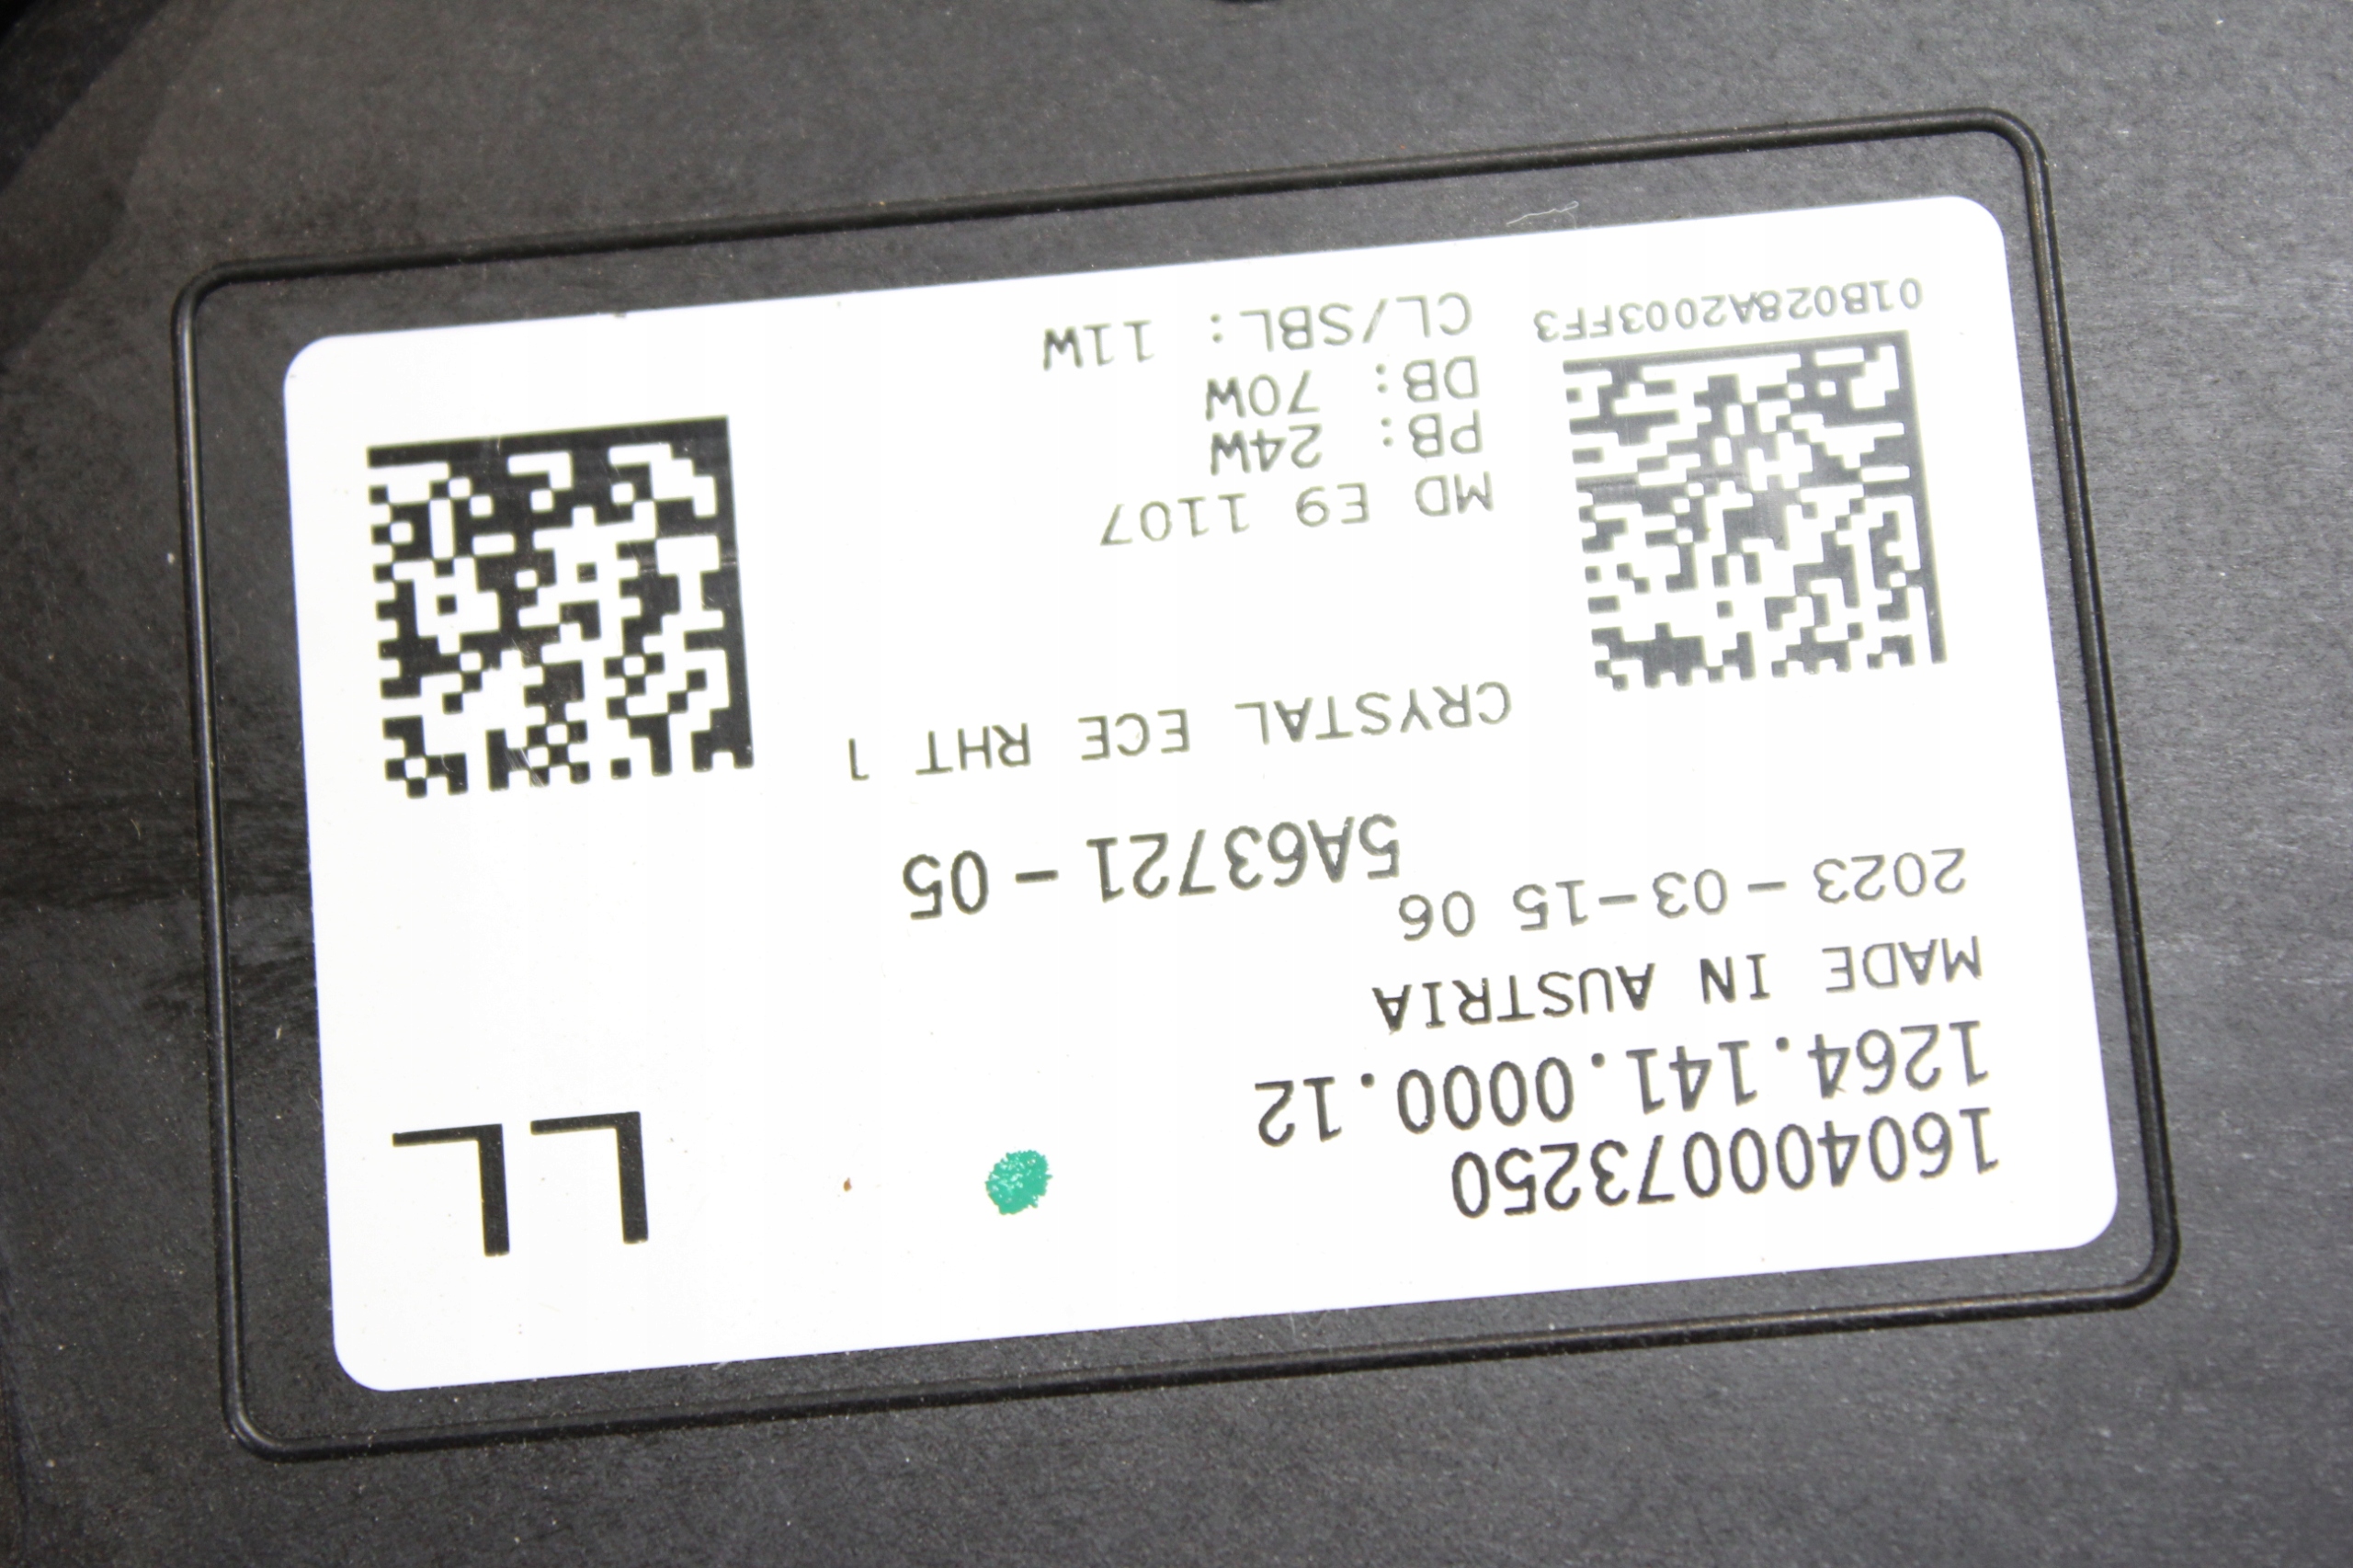 16040073250
1264.141.0000.12
MADE IN AUSTRIA
2023-03-15 06
LL
5A63721-05
CRYSTAL ECE RHT 1
MD E9 1107
PB: 24W
DB: 70W
CL/SBL: 11W
01B028A2003FF3